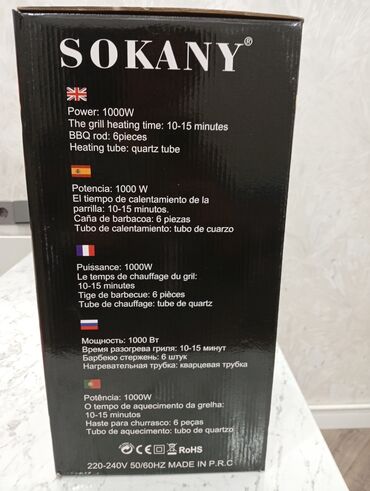 SOKANY®
Power: 1000W
The grill heating time: 10-15 minutes
BBQ rod: 6pieces
Heating tube: quartz tube
Potencia: 1000 W
El tiempo de calentamiento de la
parrilla: 10-15 minutos.
Caña de barbacoa: 6 piezas
Tubo de calentamiento: tubo de cuarzo
Puissance: 1000W
Le temps de chauffage du gril:
10-15 minutes
Tige de barbecue: 6 pièces
Tube de chauffage: tube de quartz
Мощность: 1000 Вт
Время разогрева гриля: 10-15 минут
Барбекю стержень: 6 штук
Нагревательная трубка: кварцевая трубка
Potência: 1000W
O tempo de aquecimento da grelha:
10-15 minutos
Haste para churrasco: 6 peças
Tubo de aquecimento: tubo de quartzo
CE RoHS
220-240V 50/60HZ MADE IN P.R.C